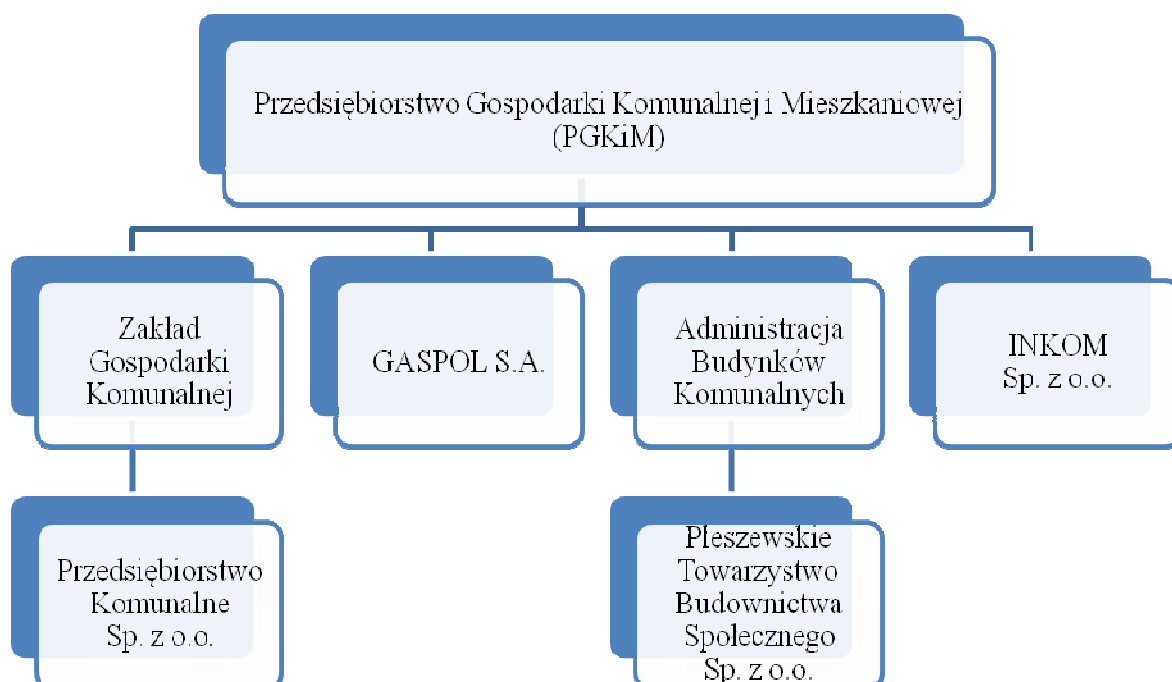 Przedsiębiorstwo Gospodarki Komunalnej i Mieszkaniowej
(PGKiM)
Zakład
Gospodarki
Komunalnej
GASPOL S.A.
Administracja
Budynków
Komunalnych
INKOM
Sp. z o.o.
Przedsiębiorstwo
Komunalne
Sp. z o.o.
Pleszewskie
Towarzystwo
Budownictwa
Społecznego
Sp. z o.o.